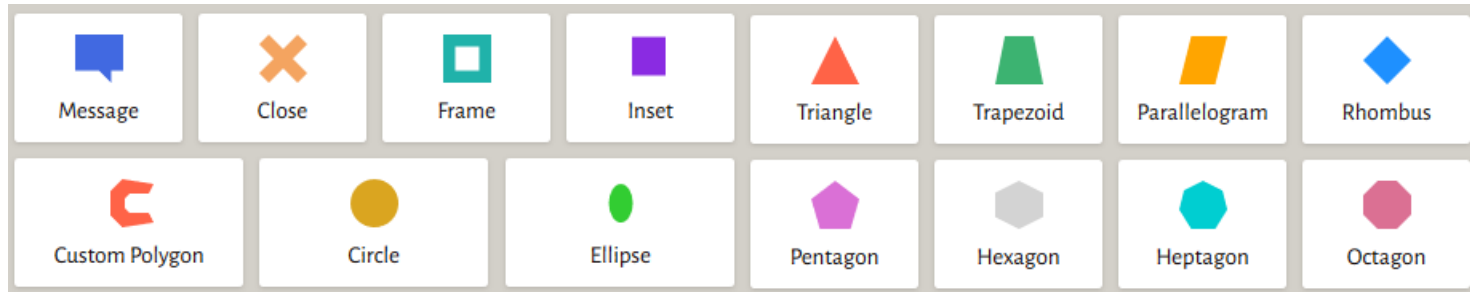 Message
Close
Frame
Inset
Triangle
Trapezoid
Parallelogram
Rhombus
Custom Polygon
Circle
Ellipse
Pentagon
Hexagon
Heptagon
Octagon